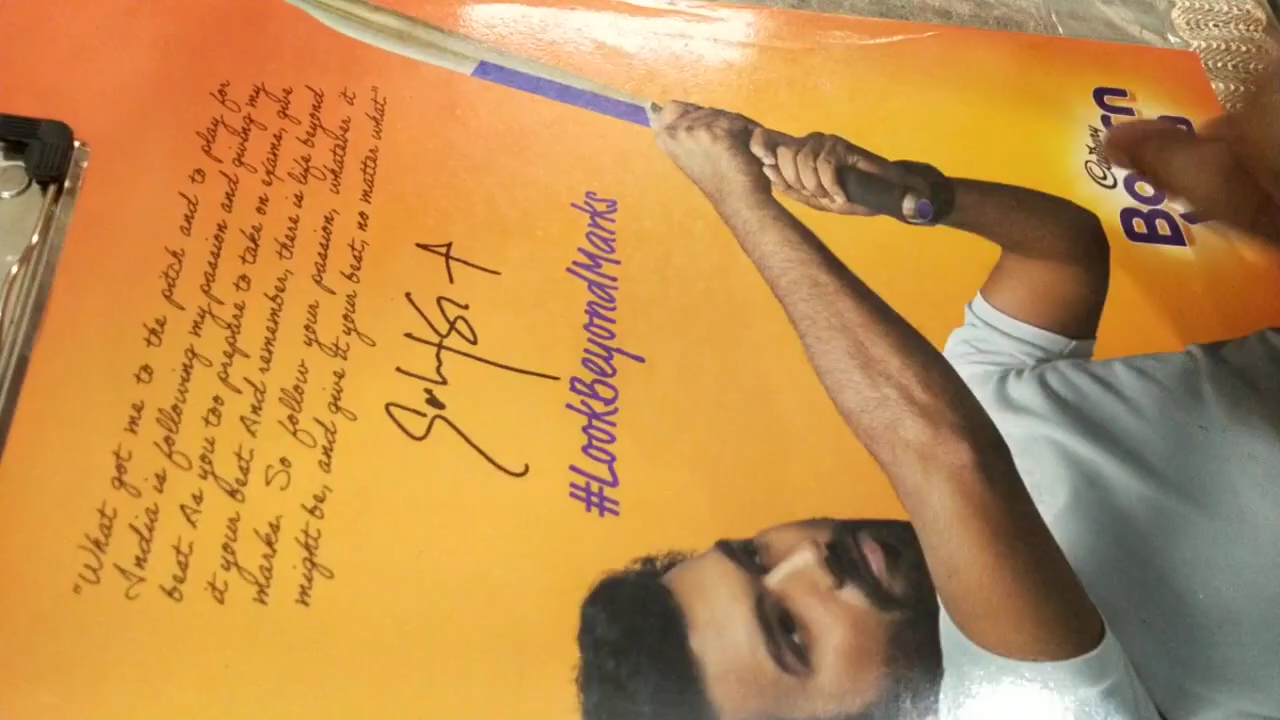 "What got me to the pitch and to play for
India is following my passion and giving my
best. As you too prepare to take on exams, give
it your best. And remember, there is life beyond
marks. So follow your passion, whatever it
might be, and give it your best, no matter what"
#LookBeyondMarks
Cadbury